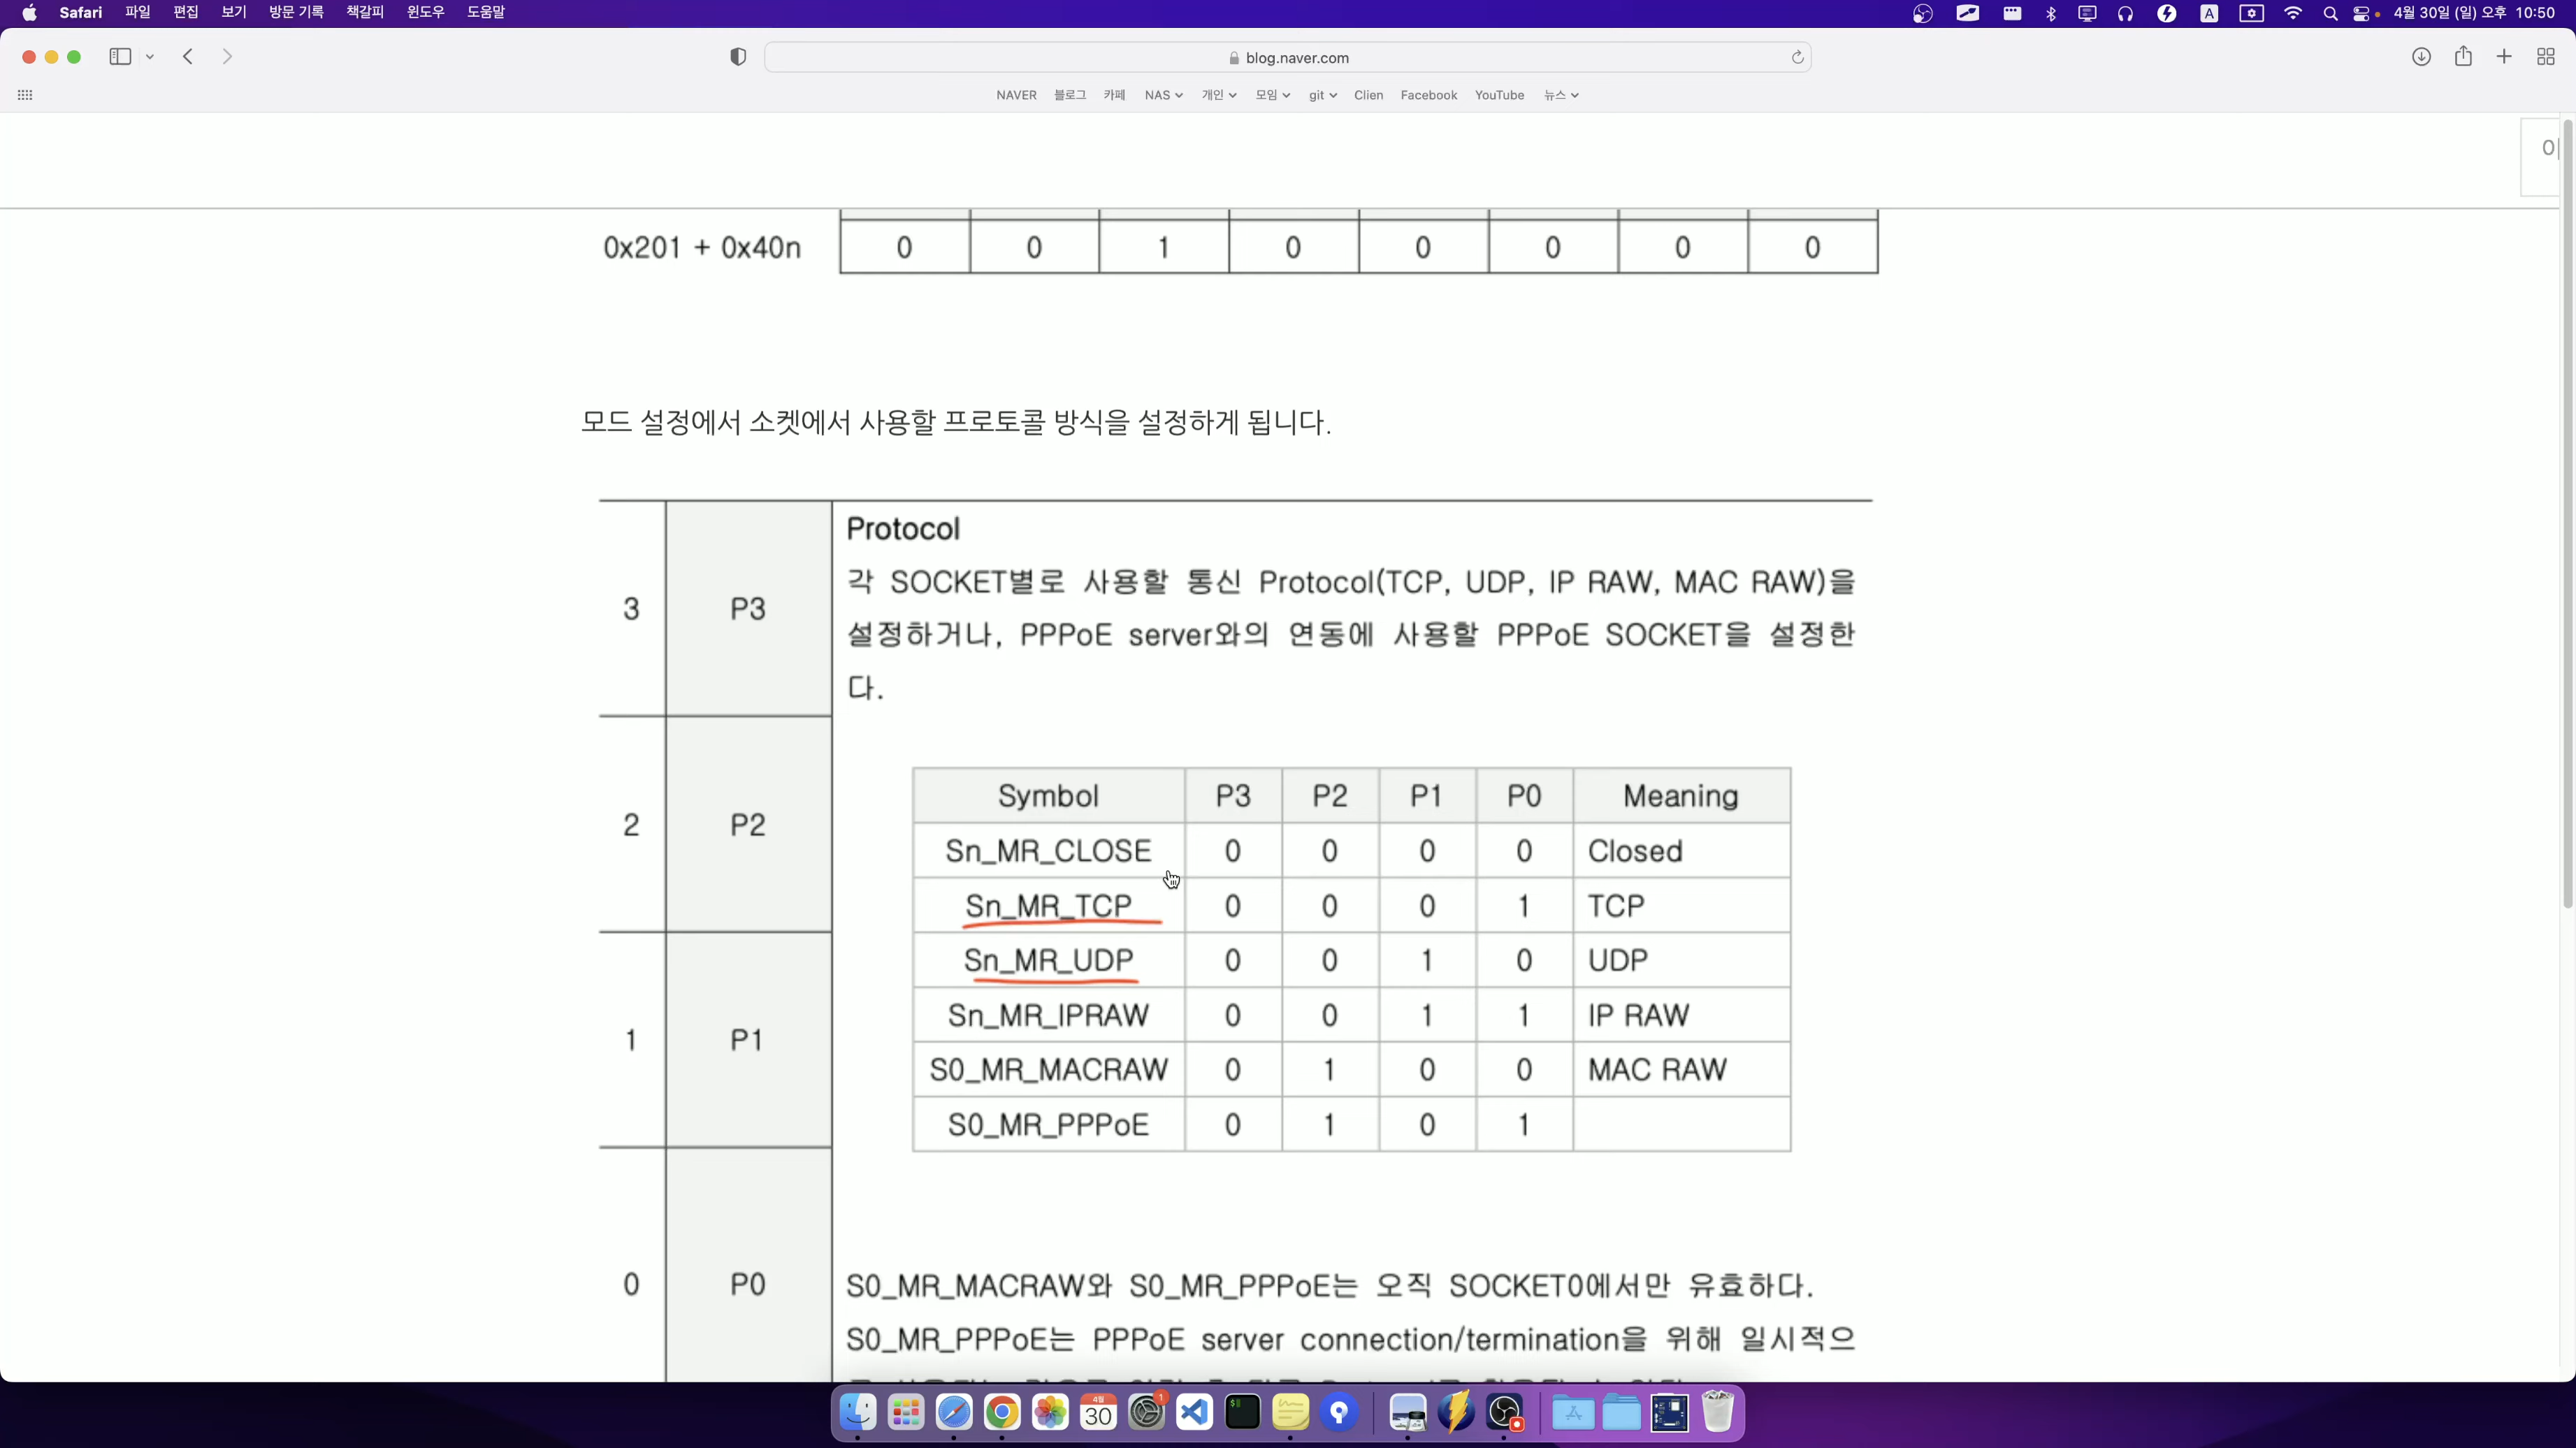 Safari 파일 편집 보기 방문 기록 책갈피 윈도우 도움말
A
4월 30일 (일) 오후 10:50
blog.naver.com
NAVER 블로그 카페 NAS 개인 모임 git Clien Facebook YouTube 뉴스
0x201 + 0x40n 0 0 1 0 0 0 0 0
모드 설정에서 소켓에서 사용할 프로토콜 방식을 설정하게 됩니다.
Protocol
각 SOCKET별로 사용할 통신 Protocol(TCP, UDP, IP RAW, MAC RAW)을
3 P3
설정하거나, PPPoE server와의 연동에 사용할 PPPoE SOCKET을 설정한
다.
Symbol P3 P2 P1 P0 Meaning
2 P2
Sn_MR_CLOSE 0 0 0 0 Closed
Sn_MR_TCP 0 0 0 1 TCP
Sn_MR_UDP 0 0 1 0 UDP
Sn_MR_IPRAW 0 0 1 1 IP RAW
1 P1
S0_MR_MACRAW 0 1 0 0 MAC RAW
S0_MR_PPPoE 0 1 0 1
0 P0
S0_MR_MACRAW와 S0_MR_PPPoE는 오직 SOCKET0에서만 유효하다.
S0_MR_PPPoE는 PPPoE server connection/termination을 위해 일시적으
4월
30
1